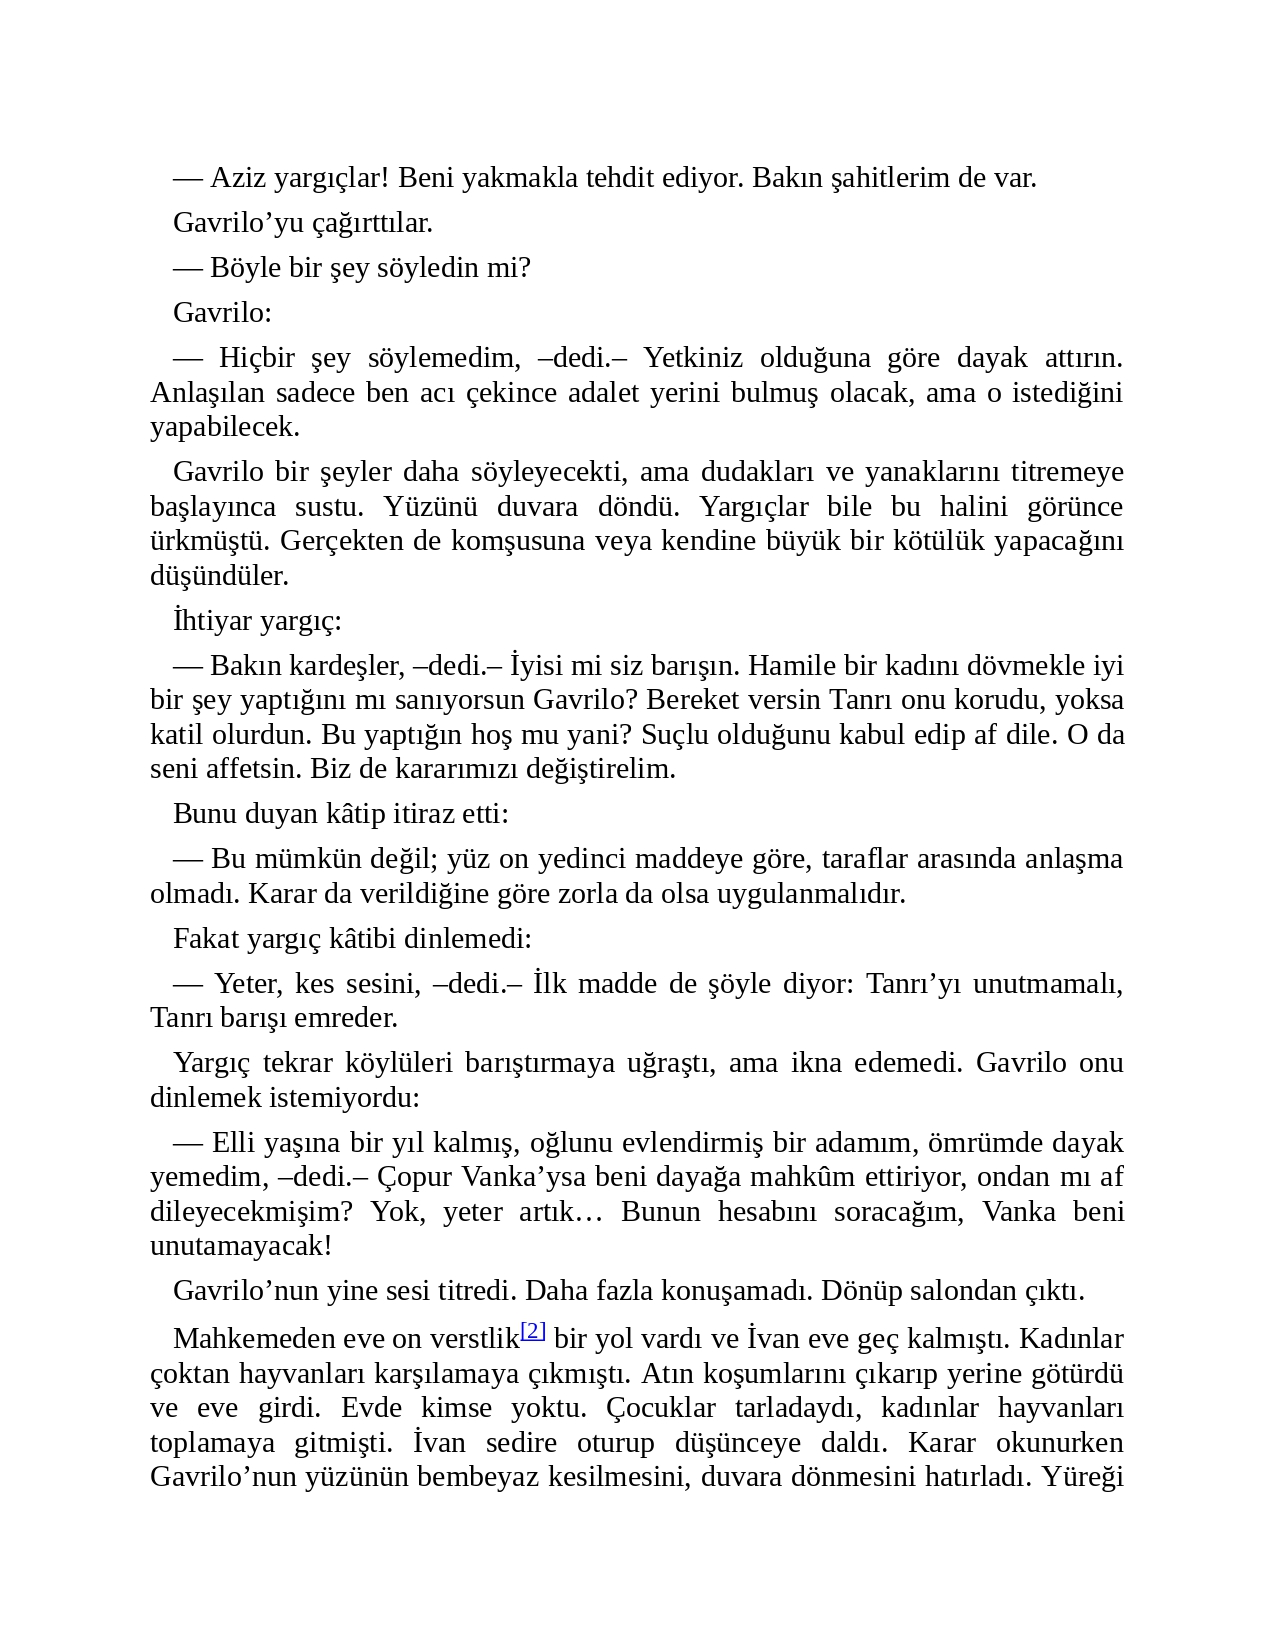 — Aziz yargıçlar! Beni yakmakla tehdit ediyor. Bakın şahitlerim de var.
Gavrilo’yu çağırttılar.
— Böyle bir şey söyledin mi?
Gavrilo:
— Hiçbir şey söylemedim, –dedi.– Yetkiniz olduğuna göre dayak attırın.
Anlaşılan sadece ben acı çekince adalet yerini bulmuş olacak, ama o istediğini
yapabilecek.
Gavrilo bir şeyler daha söyleyecekti, ama dudakları ve yanaklarını titremeye
başlayınca sustu. Yüzünü duvara döndü. Yargıçlar bile bu halini görünce
ürkmüştü. Gerçekten de komşusuna veya kendine büyük bir kötülük yapacağını
düşündüler.
İhtiyar yargıç:
— Bakın kardeşler, –dedi.– İyisi mi siz barışın. Hamile bir kadını dövmekle iyi
bir şey yaptığını mı sanıyorsun Gavrilo? Bereket versin Tanrı onu korudu, yoksa
katil olurdun. Bu yaptığın hoş mu yani? Suçlu olduğunu kabul edip af dile. O da
seni affetsin. Biz de kararımızı değiştirelim.
Bunu duyan kâtip itiraz etti:
— Bu mümkün değil; yüz on yedinci maddeye göre, taraflar arasında anlaşma
olmadı. Karar da verildiğine göre zorla da olsa uygulanmalıdır.
Fakat yargıç kâtibi dinlemedi:
— Yeter, kes sesini, –dedi.– İlk madde de şöyle diyor: Tanrı’yı unutmamalı,
Tanrı barışı emreder.
Yargıç tekrar köylüleri barıştırmaya uğraştı, ama ikna edemedi. Gavrilo onu
dinlemek istemiyordu:
— Elli yaşına bir yıl kalmış, oğlunu evlendirmiş bir adamım, ömrümde dayak
yemedim, –dedi.– Çopur Vanka’ysa beni dayağa mahkûm ettiriyor, ondan mı af
dileyecekmişim? Yok, yeter artık… Bunun hesabını soracağım, Vanka beni
unutamayacak!
Gavrilo’nun yine sesi titredi. Daha fazla konuşamadı. Dönüp salondan çıktı.
Mahkemeden eve on verstlik[2] bir yol vardı ve İvan eve geç kalmıştı. Kadınlar
çoktan hayvanları karşılamaya çıkmıştı. Atın koşumlarını çıkarıp yerine götürdü
ve eve girdi. Evde kimse yoktu. Çocuklar tarladaydı, kadınlar hayvanları
toplamaya gitmişti. İvan sedire oturup düşünceye daldı. Karar okunurken
Gavrilo’nun yüzünün bembeyaz kesilmesini, duvara dönmesini hatırladı. Yüreği